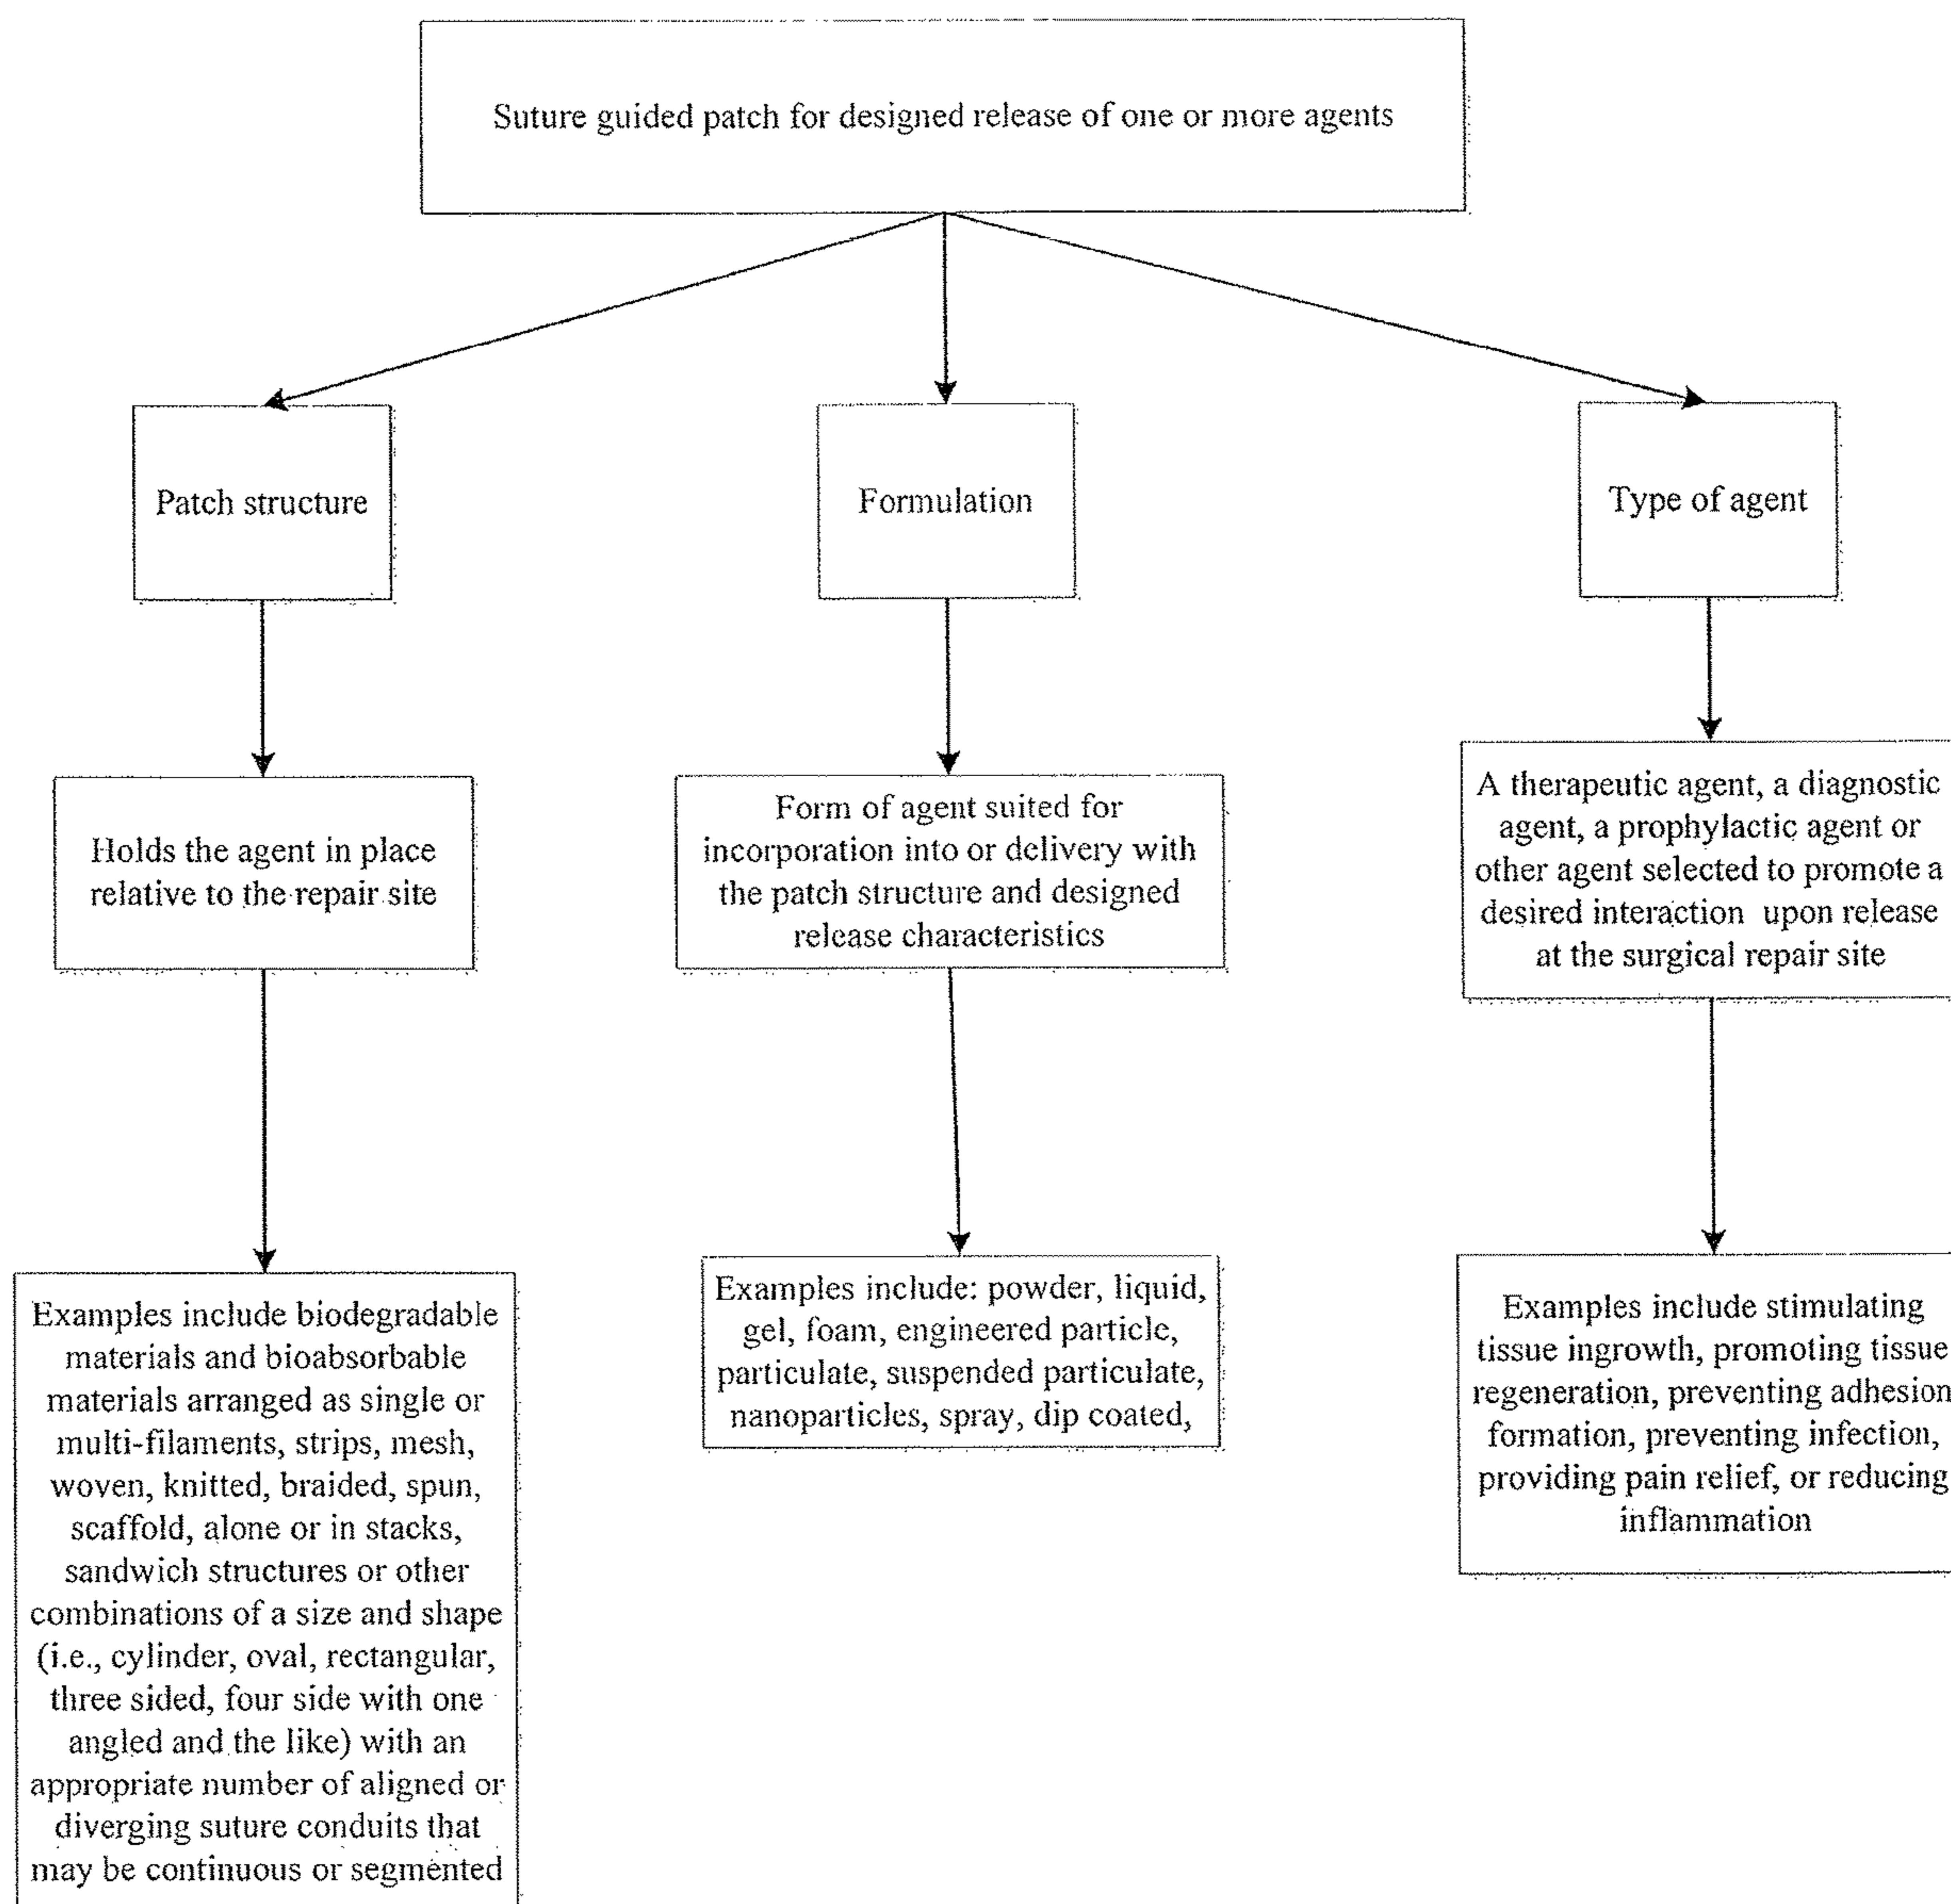 Suture guided patch for designed release of one or more agents
Patch structure
Formulation
Type of agent
Holds the agent in place
relative to the repair site
Form of agent suited for
incorporation into or delivery with
the patch structure and designed
release characteristics
A therapeutic agent, a diagnostic
agent, a prophylactic agent or
other agent selected to promote a
desired interaction upon release
at the surgical repair site
Examples include biodegradable
materials and bioabsorbable
materials arranged as single or
multi-filaments, strips, mesh,
woven, knitted, braided, spun,
scaffold, alone or in stacks,
sandwich structures or other
combinations of a size and shape
(i.e., cylinder, oval, rectangular,
three sided, four side with one
angled and the like) with an
appropriate number of aligned or
diverging suture conduits that
may be continuous or segmented
Examples include: powder, liquid,
gel, foam, engineered particle,
particulate, suspended particulate,
nanoparticles, spray, dip coated,
Examples include stimulating
tissue ingrowth, promoting tissue
regeneration, preventing adhesion
formation, preventing infection,
providing pain relief, or reducing
inflammation